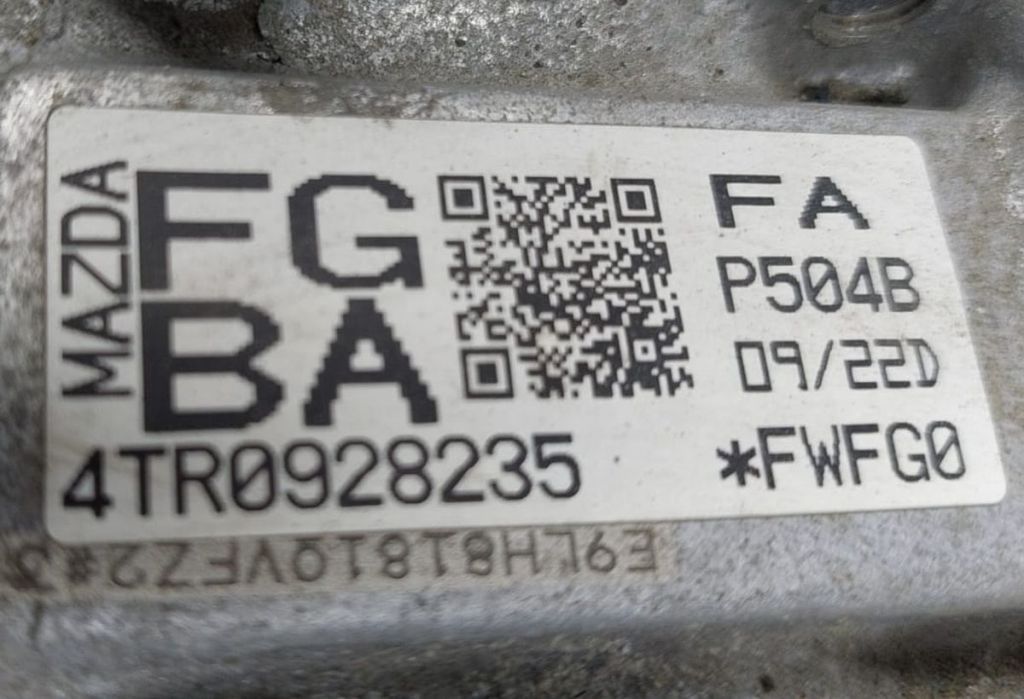 MAZDA
FG
BA
4TR0928235
FA
P504B
09/22D
*FWFG0